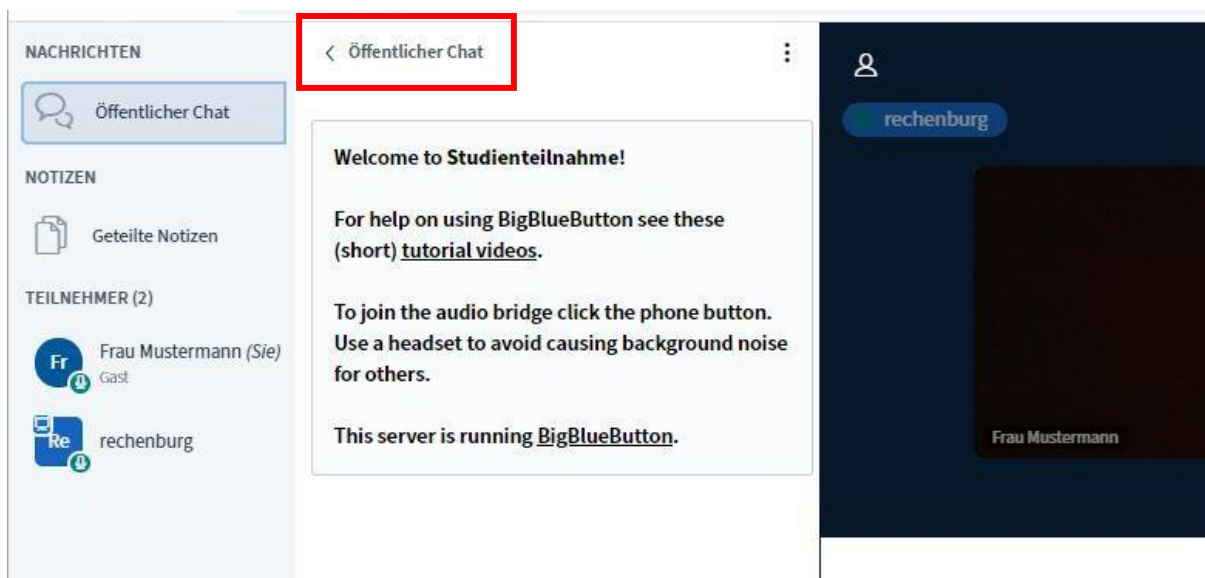 NACHRICHTEN
Öffentlicher Chat
NOTIZEN
Geteilte Notizen
TEILNEHMER (2)
Fr
Frau Mustermann (Sie)
Gast
Re
rechenburg
Öffentlicher Chat
Welcome to Studienteilnahme!
For help on using BigBlueButton see these
(short) tutorial videos.
To join the audio bridge click the phone button.
Use a headset to avoid causing background noise
for others.
This server is running BigBlueButton.
rechenburg
Frau Mustermann